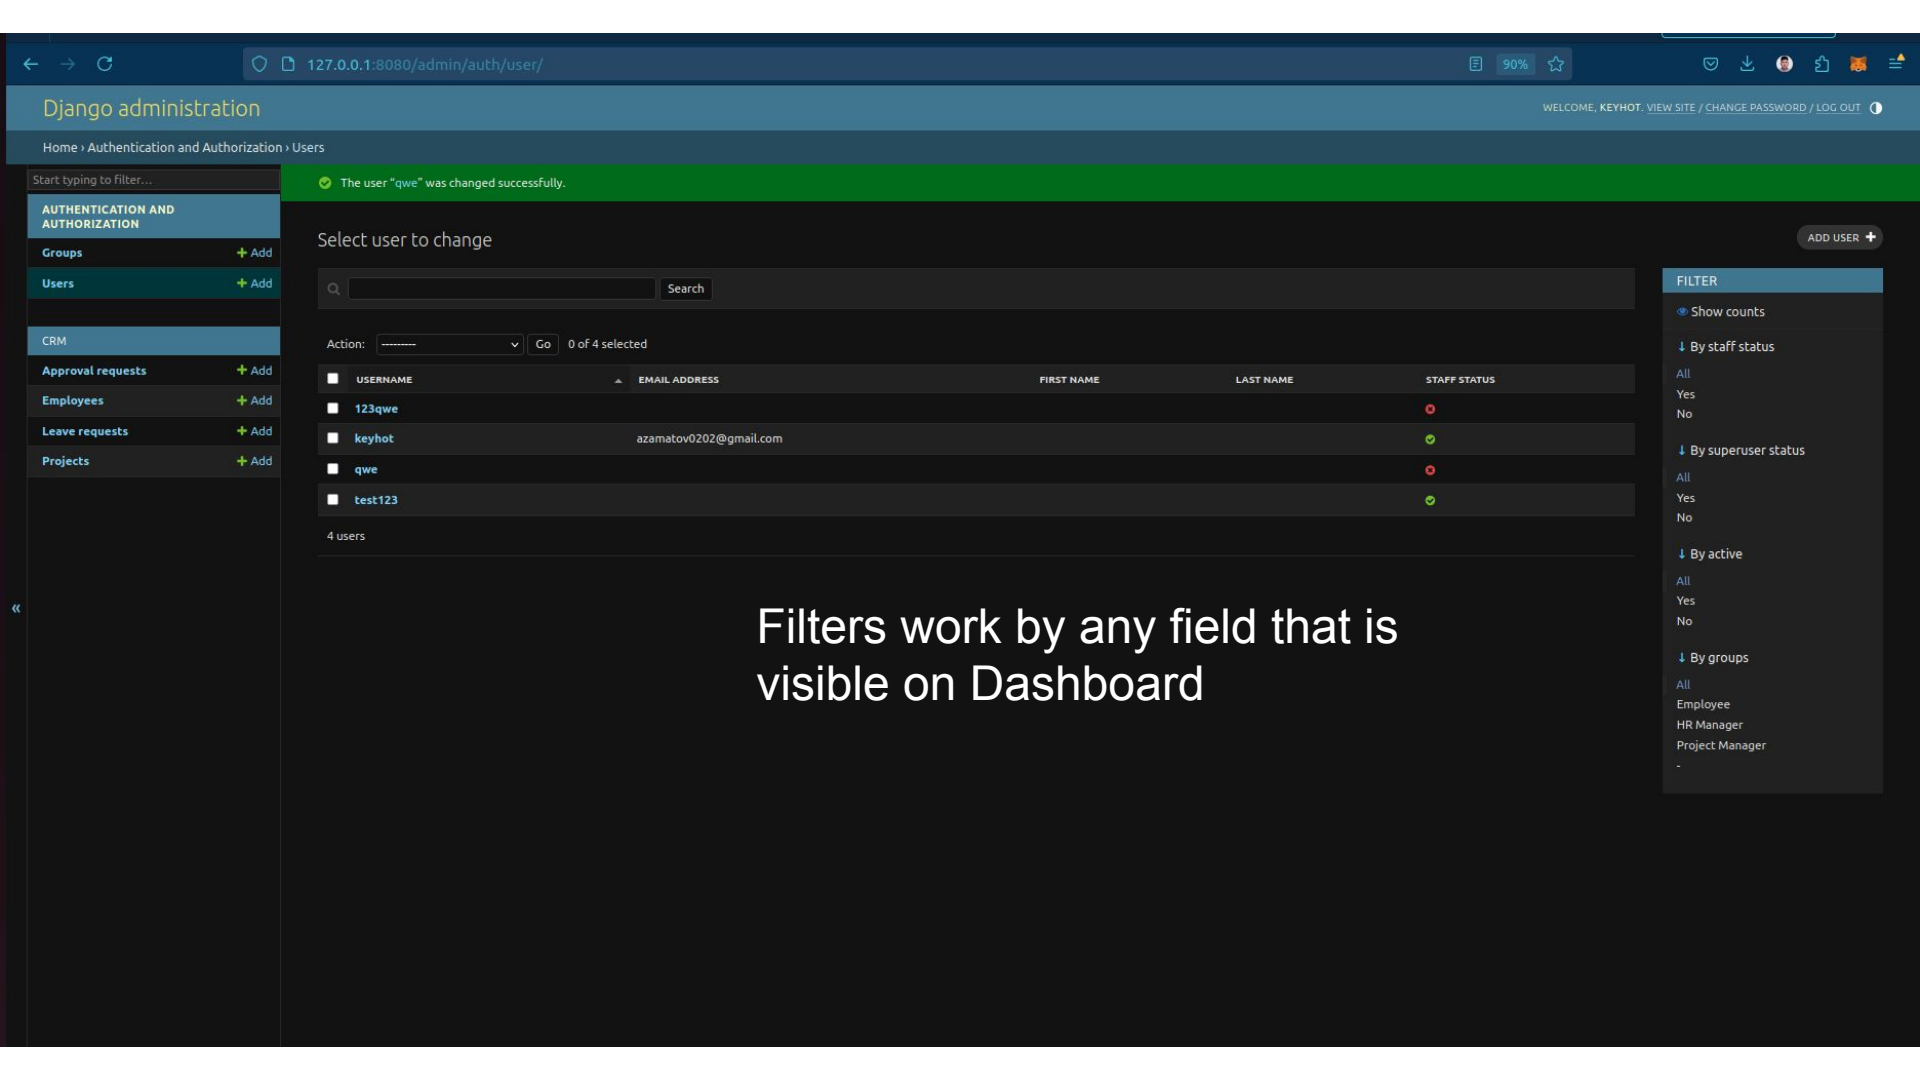 127.0.0.1:8080/admin/auth/user/
90%
Django administration
WELCOME, KEYHOT. VIEW SITE / CHANGE PASSWORD / LOG OUT
Home › Authentication and Authorization › Users
Start typing to filter...
AUTHENTICATION AND
AUTHORIZATION
Groups + Add
Users + Add
CRM
Approval requests + Add
Employees + Add
Leave requests + Add
Projects + Add
«
The user “qwe” was changed successfully.
Select user to change
ADD USER +
Search
Action: --------- Go 0 of 4 selected
USERNAME EMAIL ADDRESS FIRST NAME LAST NAME STAFF STATUS
123qwe
keyhot azamatov0202@gmail.com
qwe
test123
4 users
Filters work by any field that is
visible on Dashboard
FILTER
Show counts
↓ By staff status
All
Yes
No
↓ By superuser status
All
Yes
No
↓ By active
All
Yes
No
↓ By groups
All
Employee
HR Manager
Project Manager
-